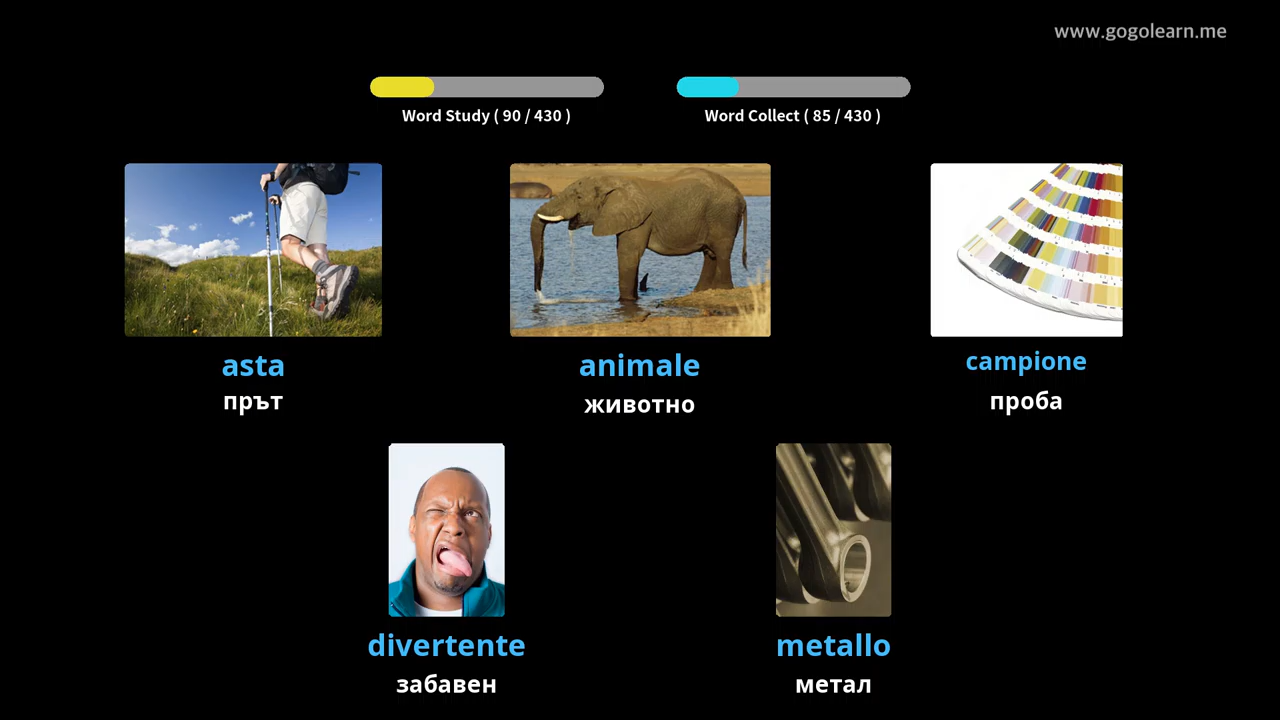 www.gogolearn.me
Word Study ( 90 / 430 )
Word Collect ( 85 / 430 )
asta
animale
campione
прът
животно
проба
divertente
metallo
забавен
метал